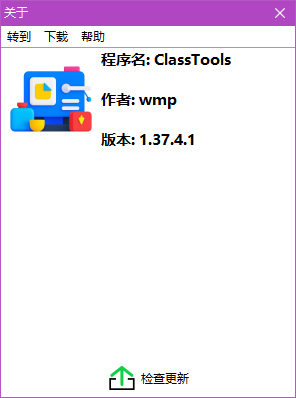 关于
转到 下载 帮助
程序名: ClassTools
作者: wmp
版本: 1.37.4.1
检查更新